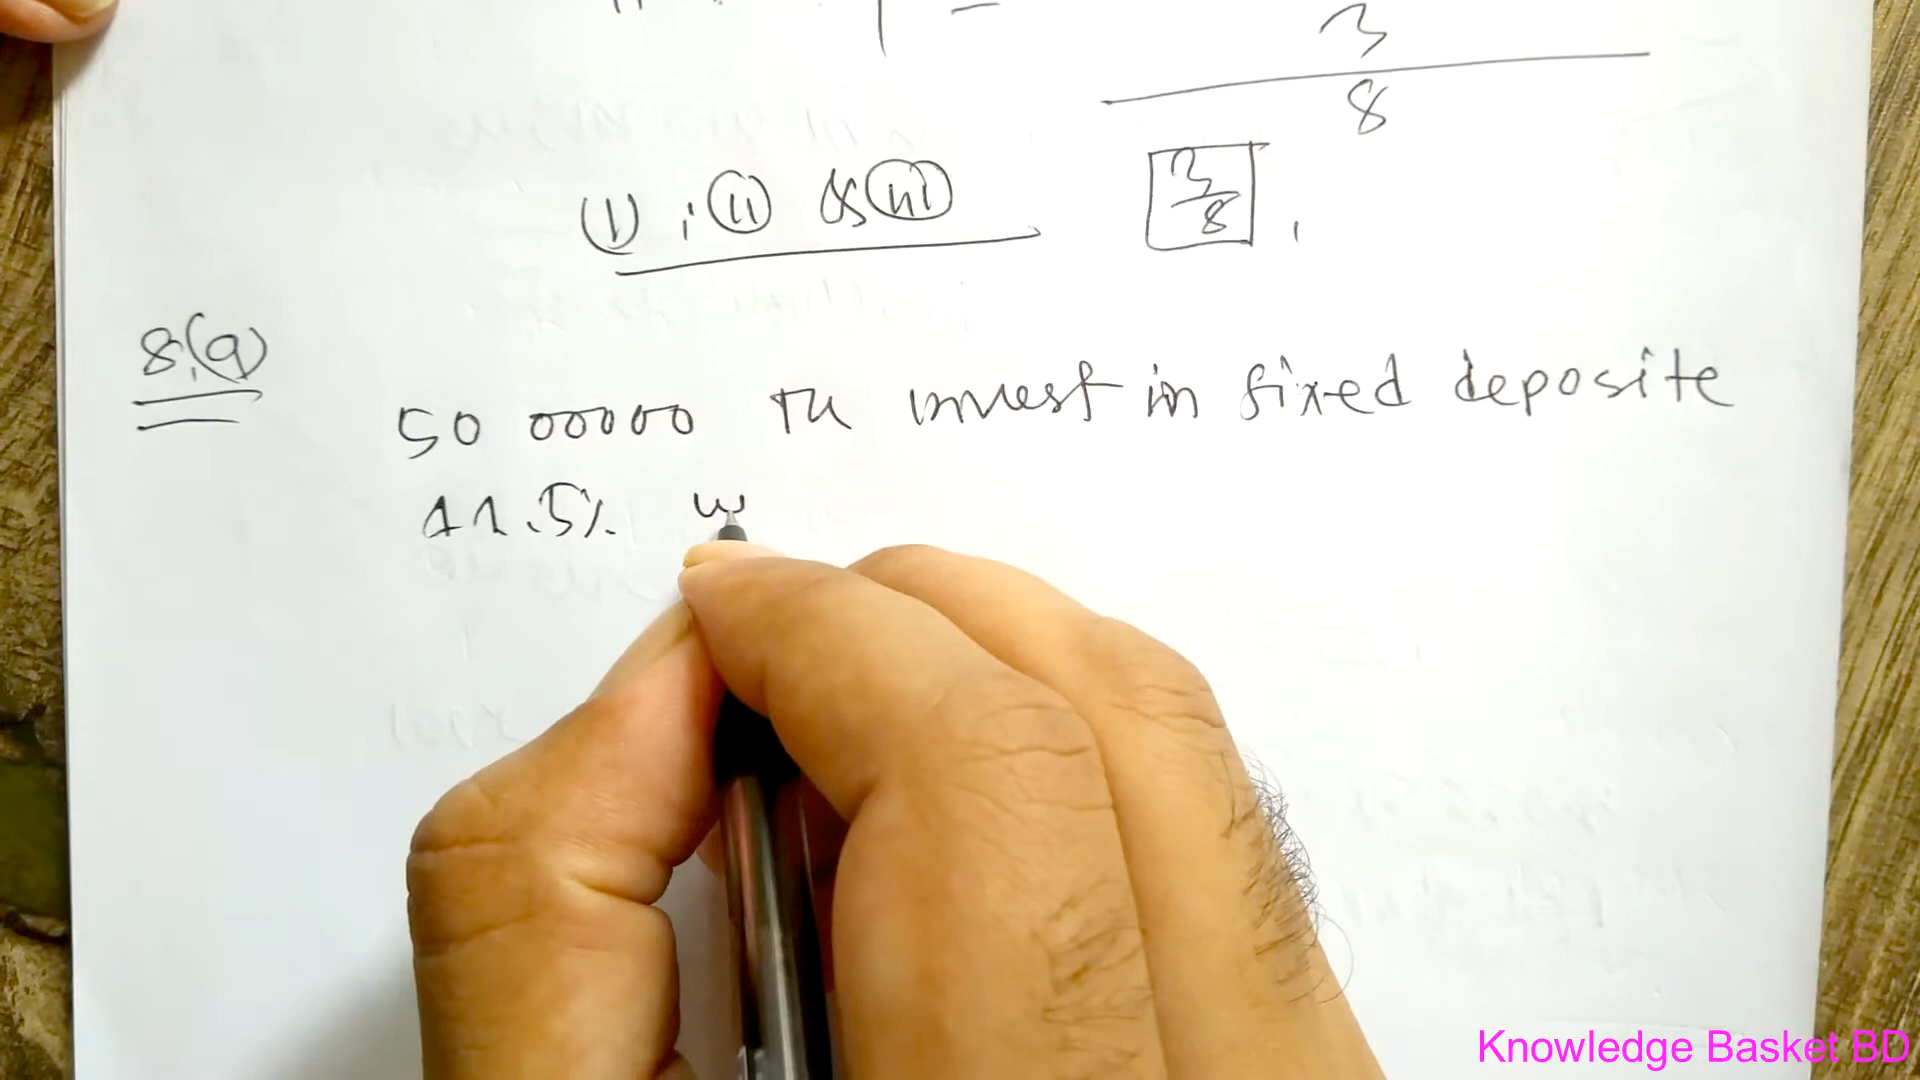 3
8
(i), (ii) & (iii) 3/8,
8.(a)
50 00000 TK invest in fixed deposite
11.5% w
Knowledge Basket BD